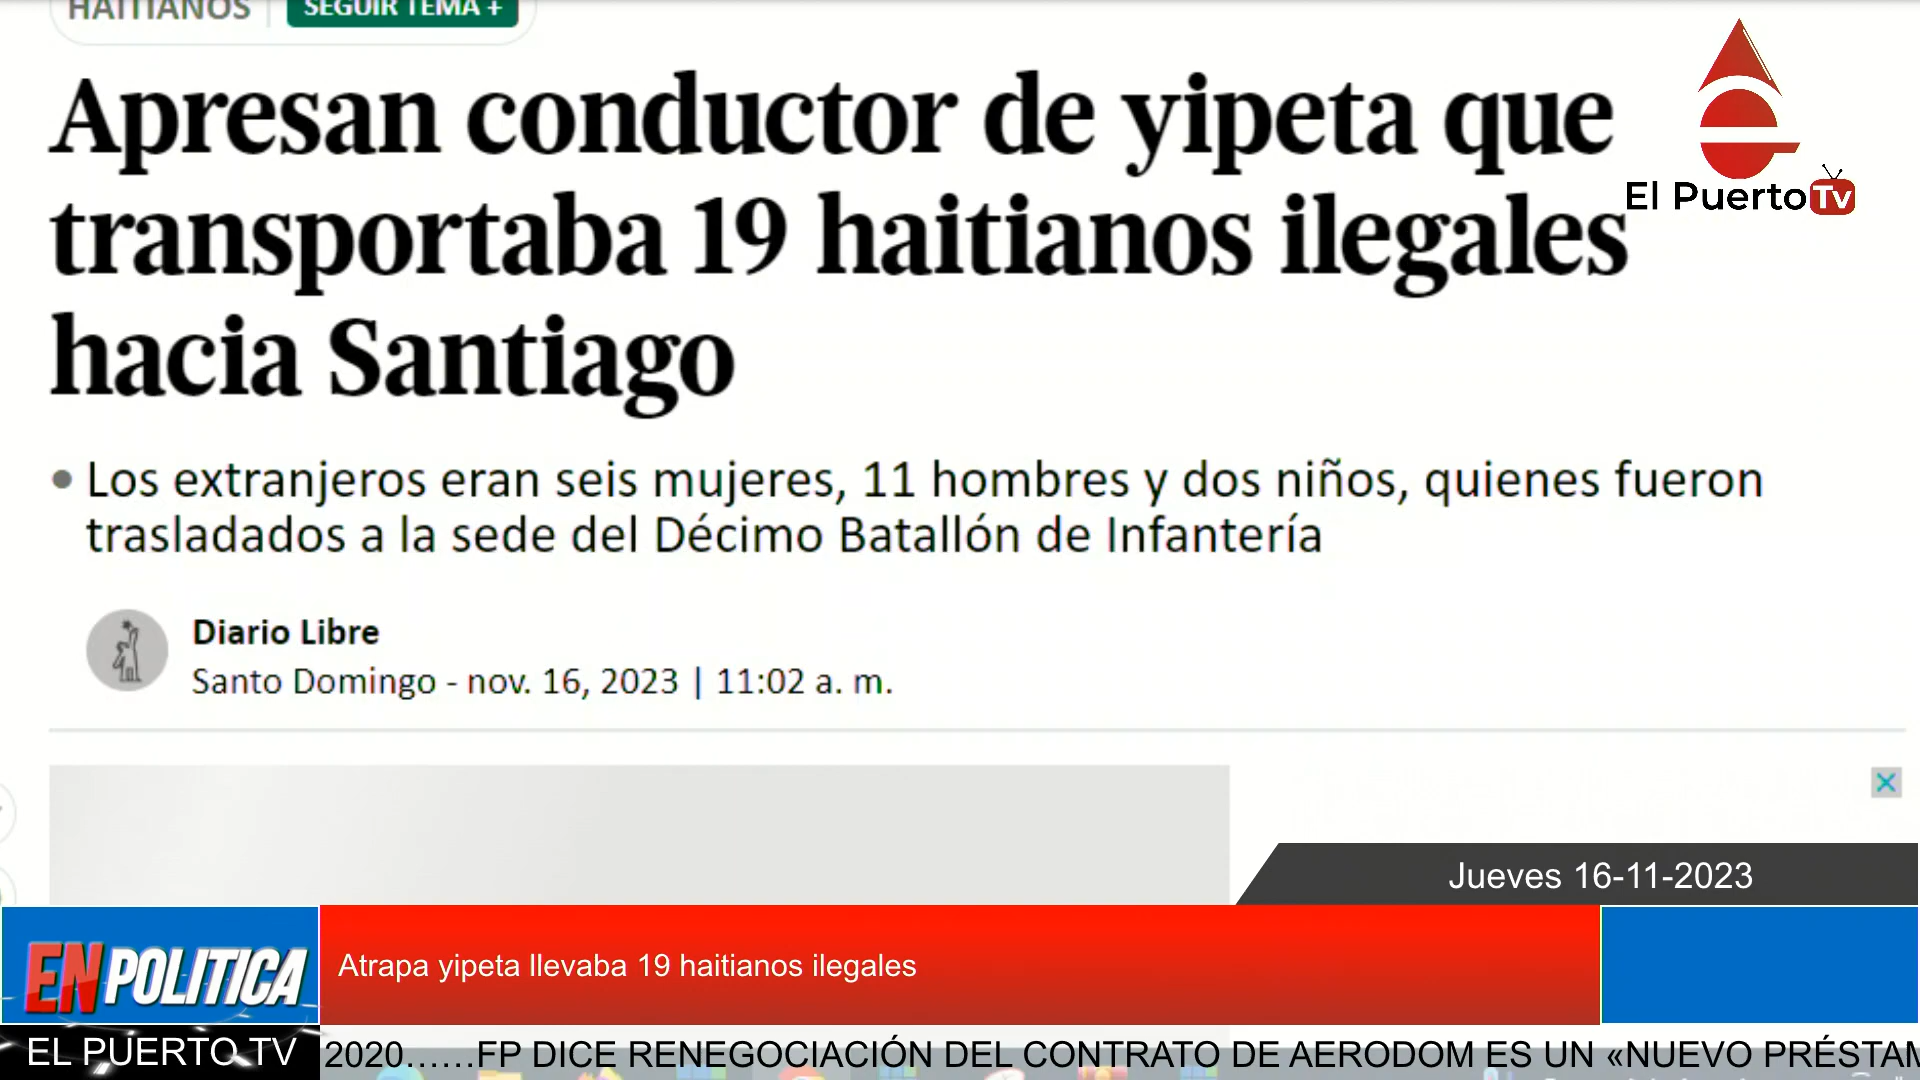 HAITIANOS SEGUIR TEMA +
Apresan conductor de yipeta que
transportaba 19 haitianos ilegales
hacia Santiago
El Puerto Tv
• Los extranjeros eran seis mujeres, 11 hombres y dos niños, quienes fueron
trasladados a la sede del Décimo Batallón de Infantería
Diario Libre
Santo Domingo - nov. 16, 2023 | 11:02 a. m.
Jueves 16-11-2023
EN POLITICA
Atrapa yipeta llevaba 19 haitianos ilegales
EL PUERTO TV
2020......FP DICE RENEGOCIACIÓN DEL CONTRATO DE AERODOM ES UN «NUEVO PRÉSTAM